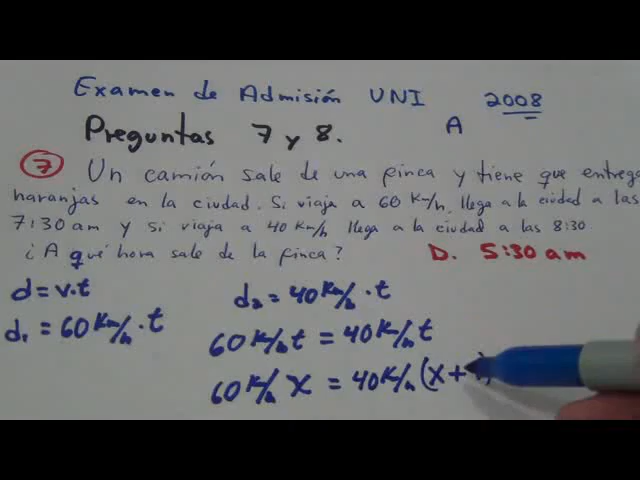 Examen de Admisión UNI 2008
Preguntas 7 y 8. A
7 Un camión sale de una finca y tiene que entrega
naranjas en la ciudad. Si viaja a 60 Km/h, llega a la ciudad a las
7:30 am y si viaja a 40 Km/h llega a la ciudad a las 8:30
¿A qué hora sale de la finca? D. 5:30 am
d = v.t
d₂ = 40 Km/h . t
d₁ = 60 Km/h . t
60 K/h t = 40 K/h t
60 K/h X = 40 K/h (X+